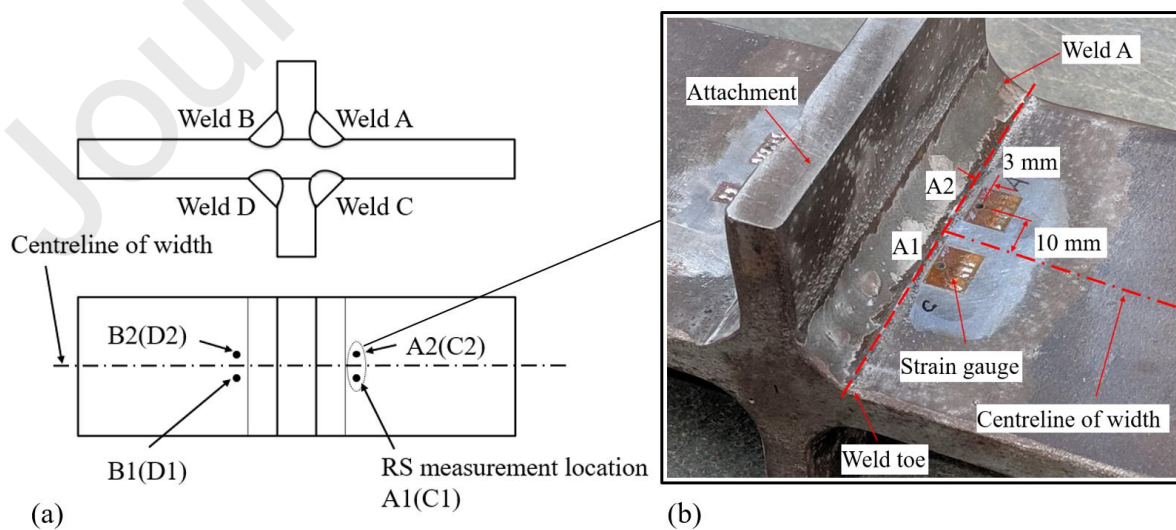 Jour
Weld B
Weld A
Weld D
Weld C
Centreline of width
B2(D2)
A2(C2)
B1(D1)
RS measurement location
A1(C1)
(a)
Weld A
Attachment
3 mm
A2
A
A1
10 mm
Strain gauge
Centreline of width
Weld toe
(b)